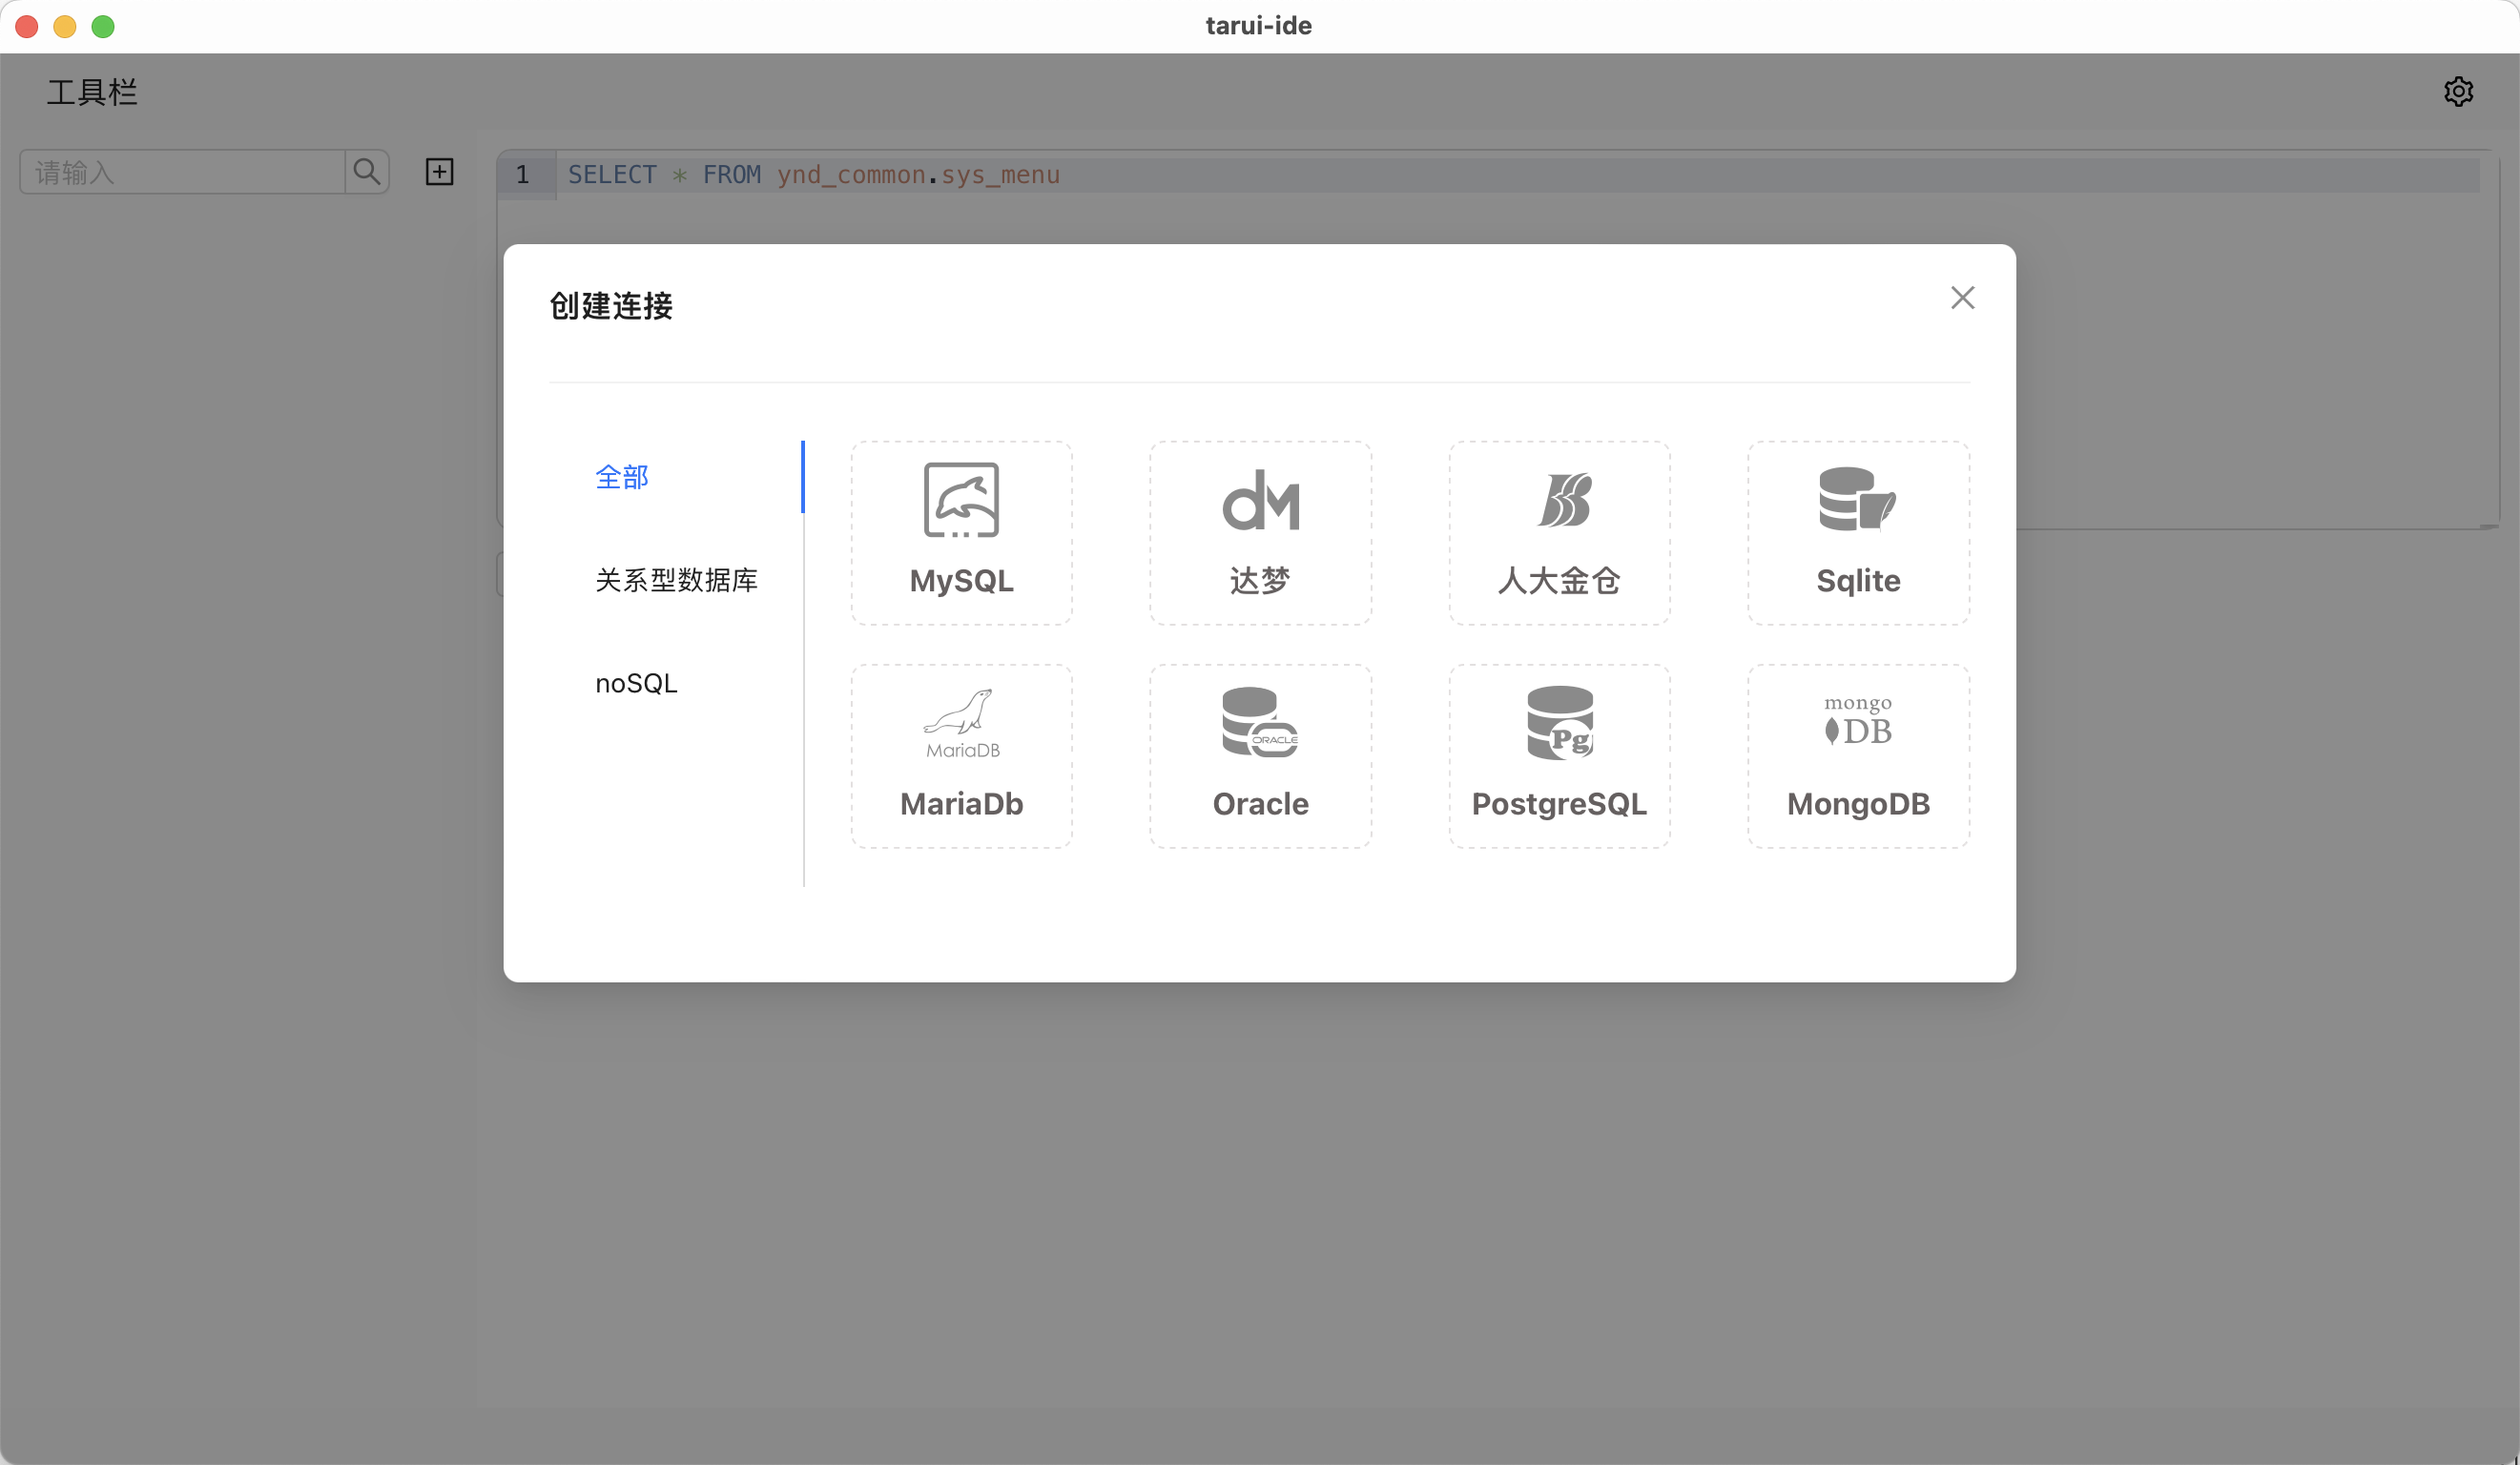 tarui-ide
工具栏
请输入
1 SELECT * FROM ynd_common.sys_menu
创建连接
全部
关系型数据库
noSQL
MySQL
dM
达梦
人大金仓
Sqlite
MariaDB
MariaDb
ORACLE
Oracle
Pg
PostgreSQL
mongo
DB
MongoDB